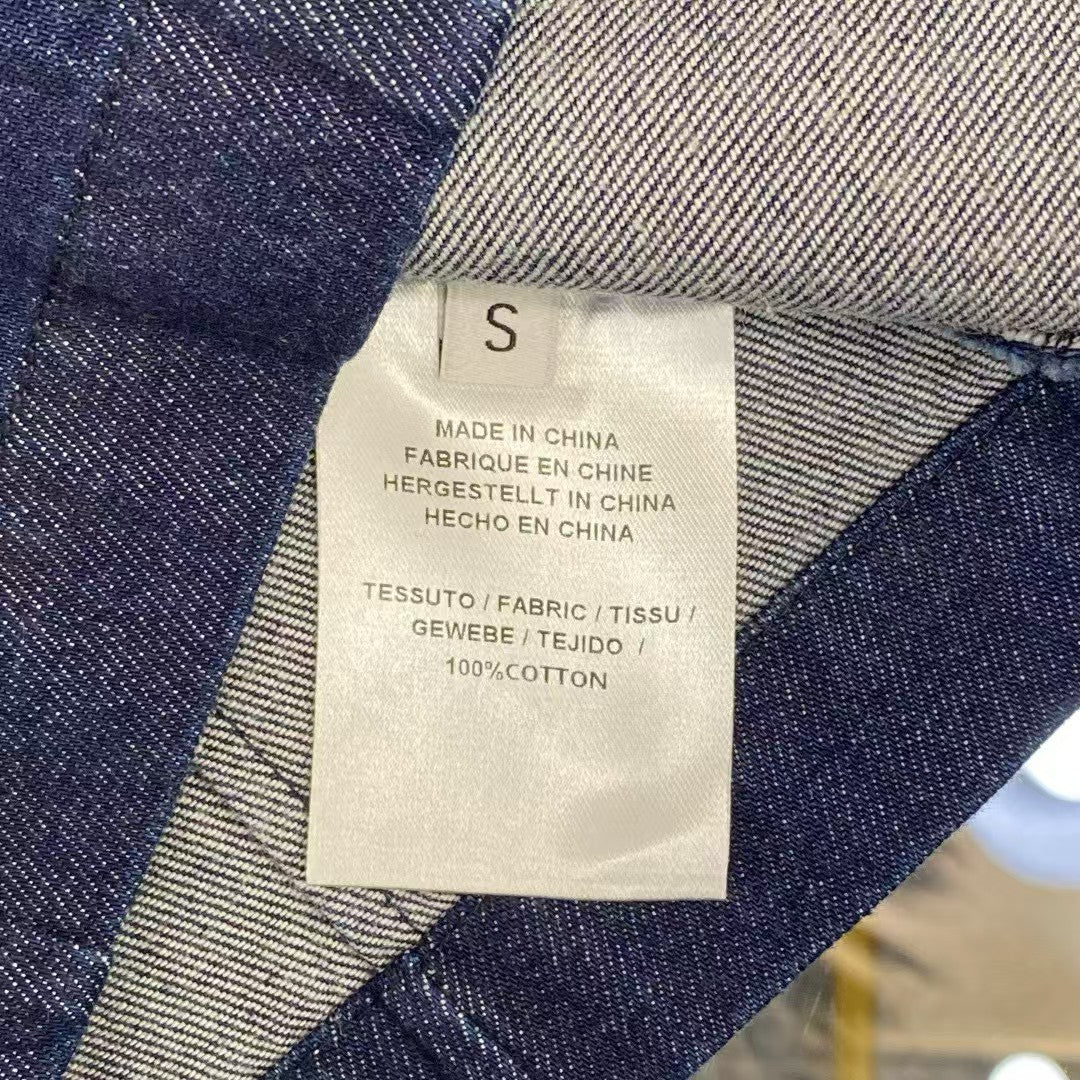 S
MADE IN CHINA
FABRIQUE EN CHINE
HERGESTELLT IN CHINA
HECHO EN CHINA
TESSUTO / FABRIC / TISSU /
GEWEBE / TEJIDO /
100%COTTON